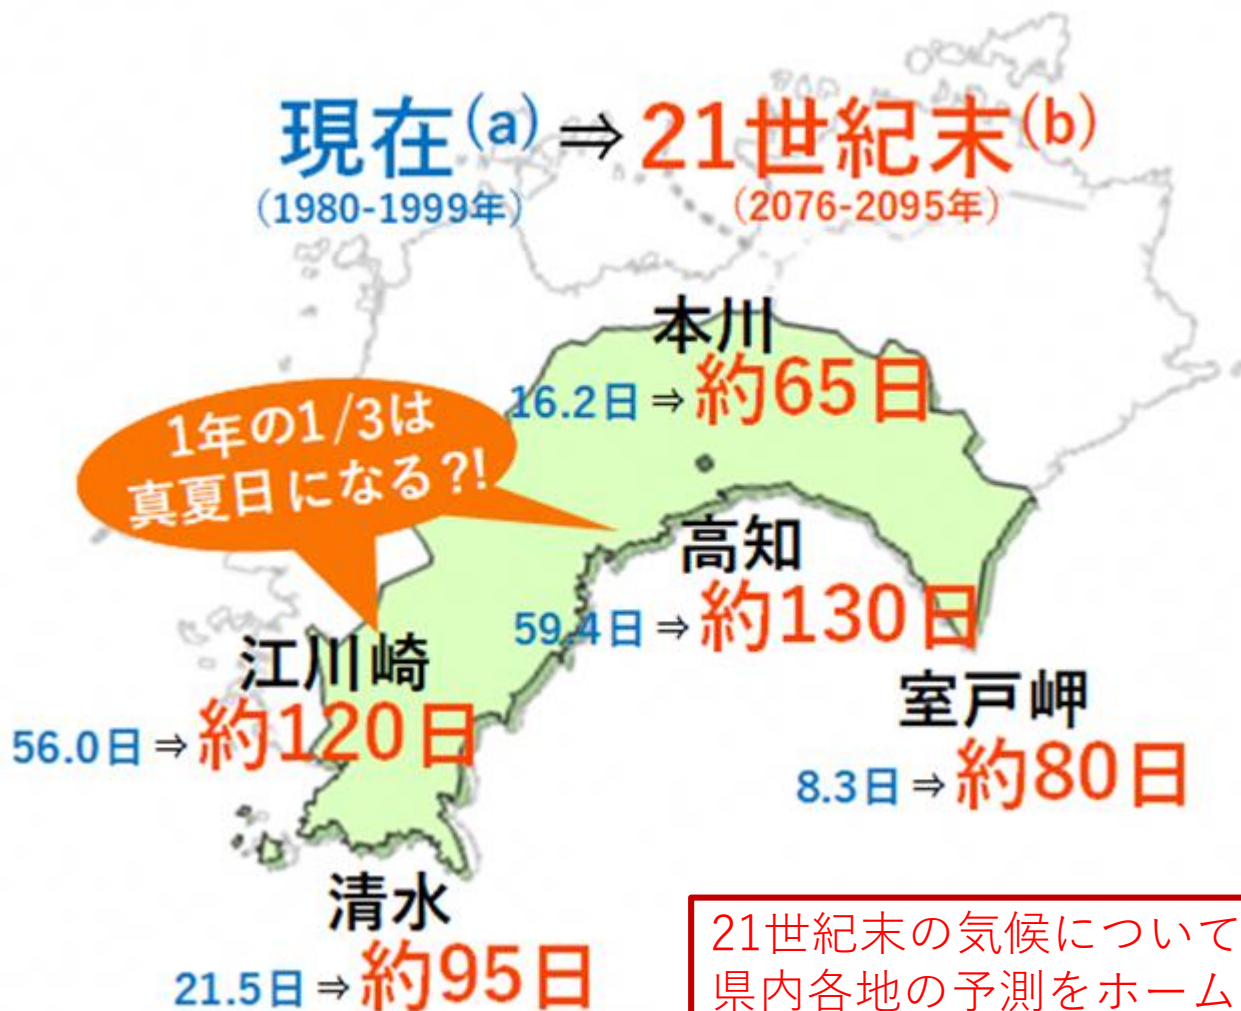 現在(a) ⇒ 21世紀末(b)
(1980-1999年) (2076-2095年)
本川
16.2日 ⇒ 約65日
1年の1/3は
真夏日になる?!
高知
59.4日 ⇒ 約130日
江川崎
56.0日 ⇒ 約120日
室戸岬
8.3日 ⇒ 約80日
清水
21.5日 ⇒ 約95日
21世紀末の気候について
県内各地の予測をホーム